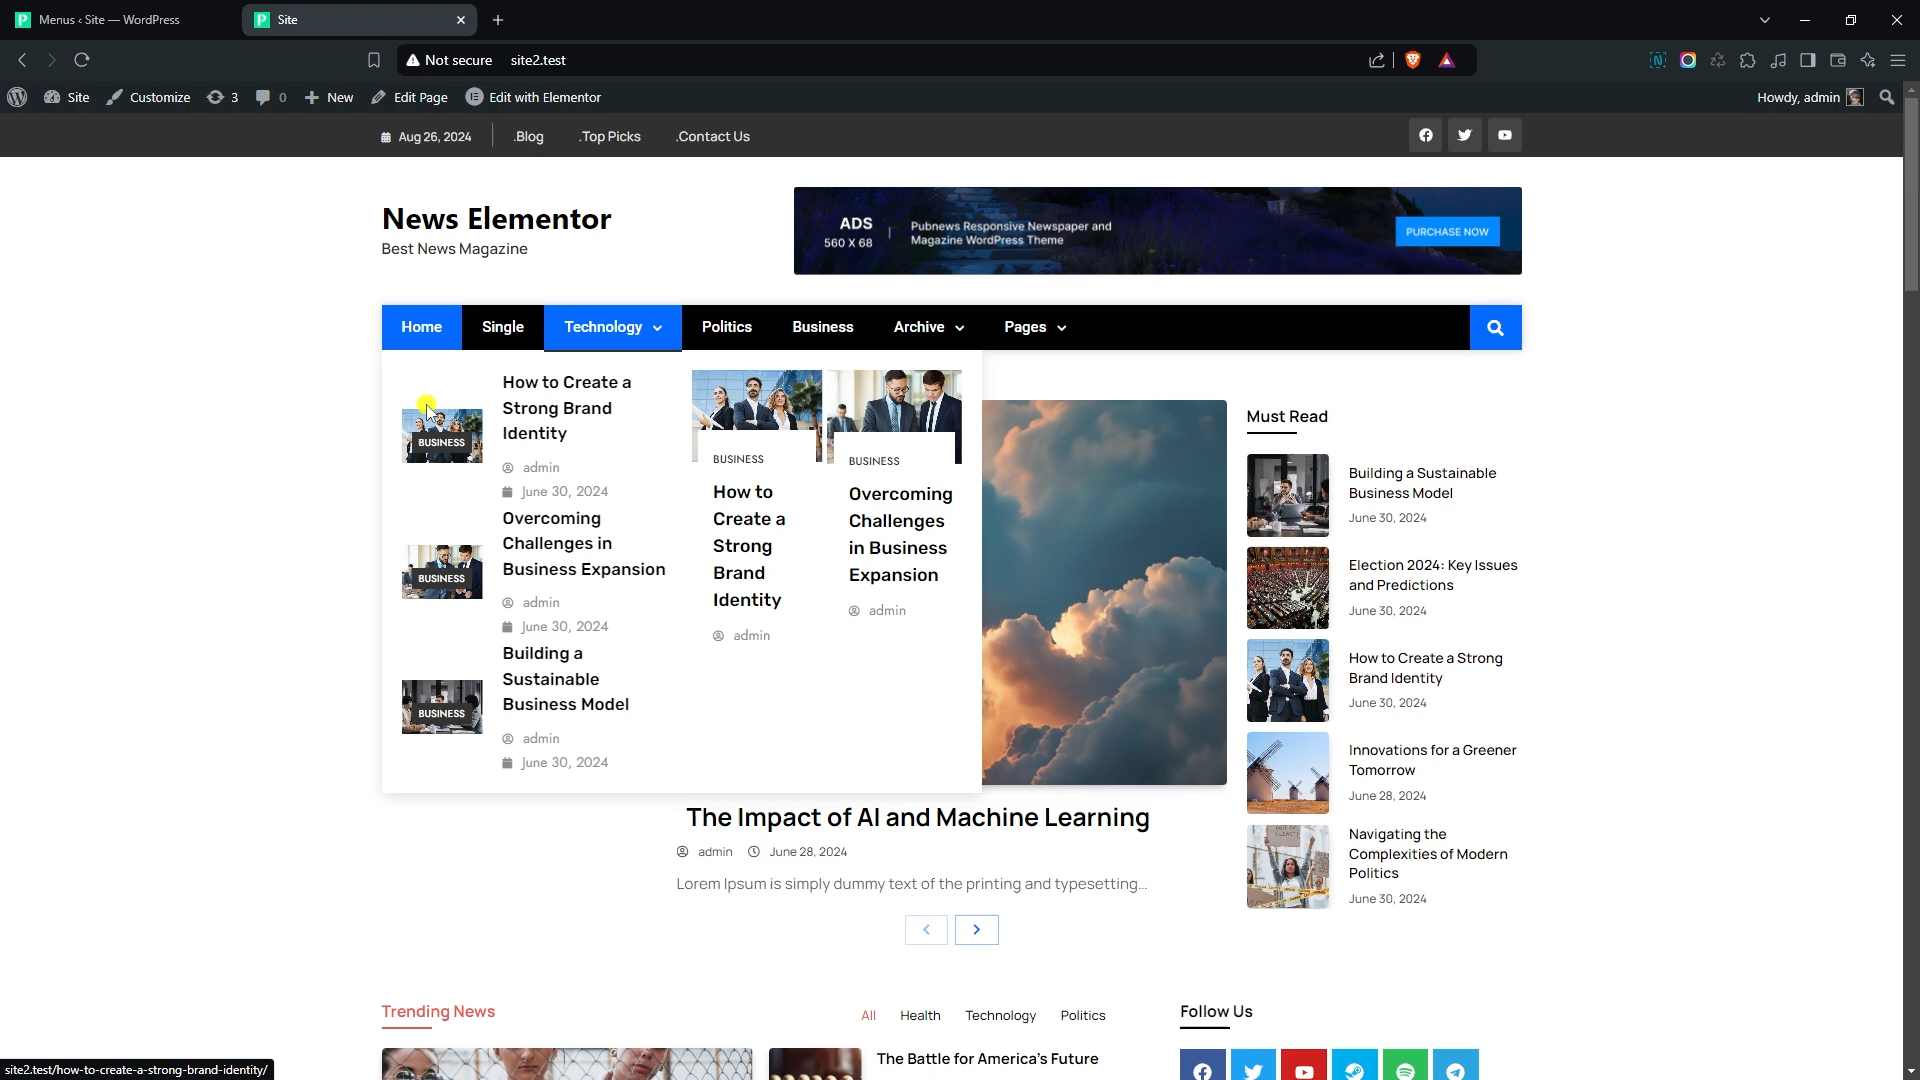 Menus ‹ Site — WordPress
Site
Not secure
site2.test
Site
Customize
3
0
New
Edit Page
Edit with Elementor
Howdy, admin
Aug 26, 2024
.Blog
.Top Picks
.Contact Us
News Elementor
Best News Magazine
ADS
560 X 68
Pubnews Responsive Newspaper and
Magazine WordPress Theme
PURCHASE NOW
Home
Single
Technology
Politics
Business
Archive
Pages
BUSINESS
How to Create a
Strong Brand
Identity
admin
June 30, 2024
BUSINESS
Overcoming
Challenges in
Business Expansion
admin
June 30, 2024
BUSINESS
Building a
Sustainable
Business Model
admin
June 30, 2024
BUSINESS
How to
Create a
Strong
Brand
Identity
admin
BUSINESS
Overcoming
Challenges
in Business
Expansion
admin
The Impact of AI and Machine Learning
admin
June 28, 2024
Lorem Ipsum is simply dummy text of the printing and typesetting...
Must Read
Building a Sustainable
Business Model
June 30, 2024
Election 2024: Key Issues
and Predictions
June 30, 2024
How to Create a Strong
Brand Identity
June 30, 2024
Innovations for a Greener
Tomorrow
June 28, 2024
Navigating the
Complexities of Modern
Politics
June 30, 2024
Trending News
All
Health
Technology
Politics
The Battle for America's Future
Follow Us
site2.test/how-to-create-a-strong-brand-identity/